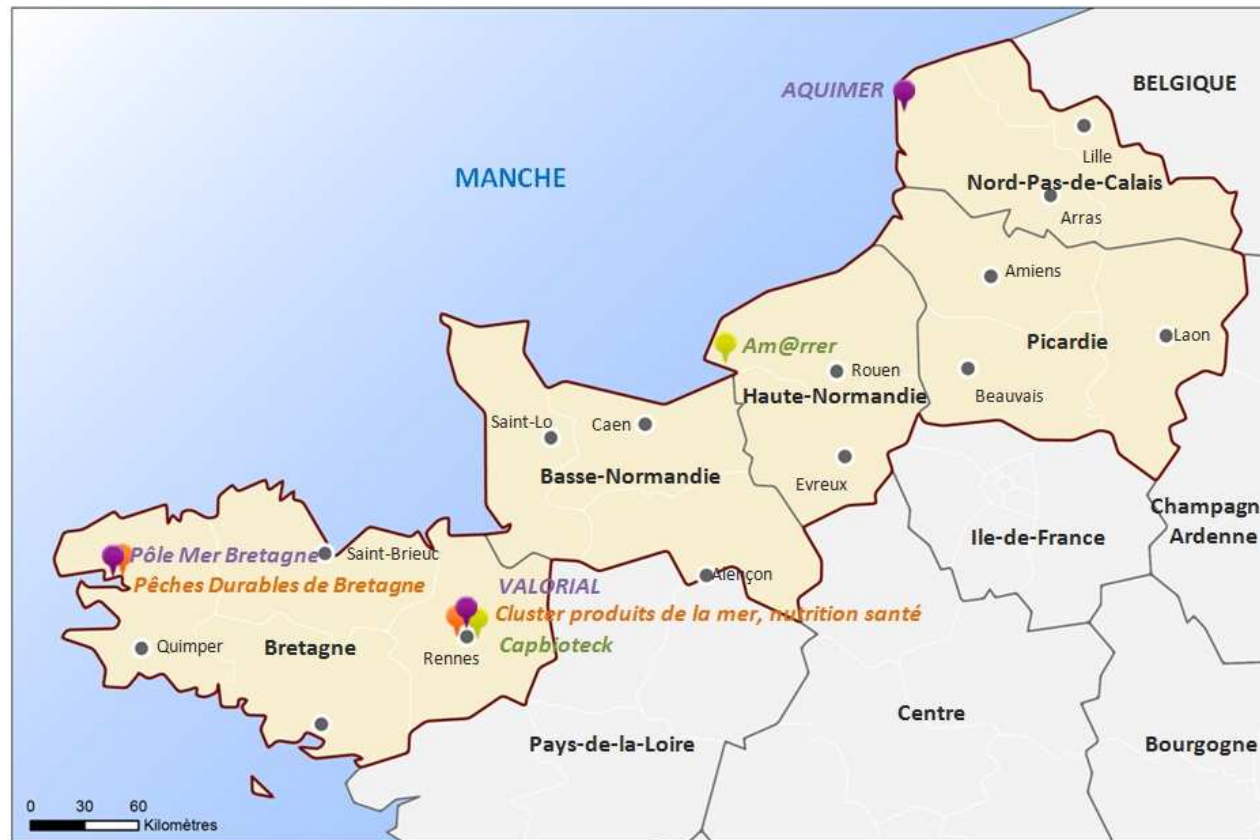 AQUIMER
BELGIQUE
Lille
MANCHE
Nord-Pas-de-Calais
Arras
Amiens
Am@rrer
Picardie
Laon
Rouen
Beauvais
Haute-Normandie
Saint-Lo
Caen
Basse-Normandie
Evreux
Champagn
Ardenne
Ile-de-France
Pôle Mer Bretagne
Saint-Brieuc
Pêches Durables de Bretagne
Alençon
VALORIAL
Cluster produits de la mer, nutrition santé
Capbioteck
Quimper
Bretagne
Rennes
Centre
Pays-de-la-Loire
Bourgogne
0 30 60
Kilomètres